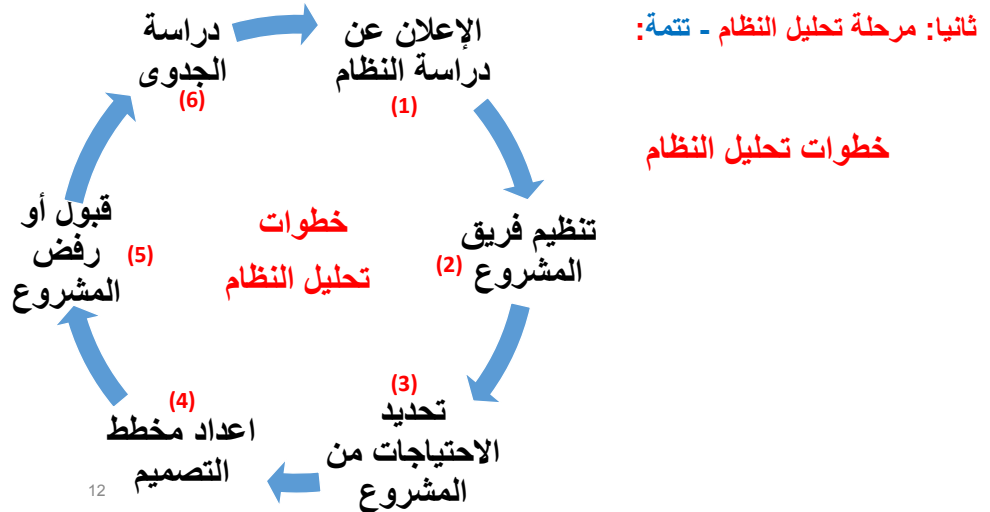 ثانيا: مرحلة تحليل النظام - تتمة:
خطوات تحليل النظام
الإعلان عن
دراسة النظام
(1)
تنظيم فريق
المشروع (2)
(3)
تحديد
الاحتياجات من
المشروع
(4)
اعداد مخطط
التصميم
قبول أو
رفض (5)
المشروع
دراسة
الجدوى
(6)
خطوات
تحليل النظام
12